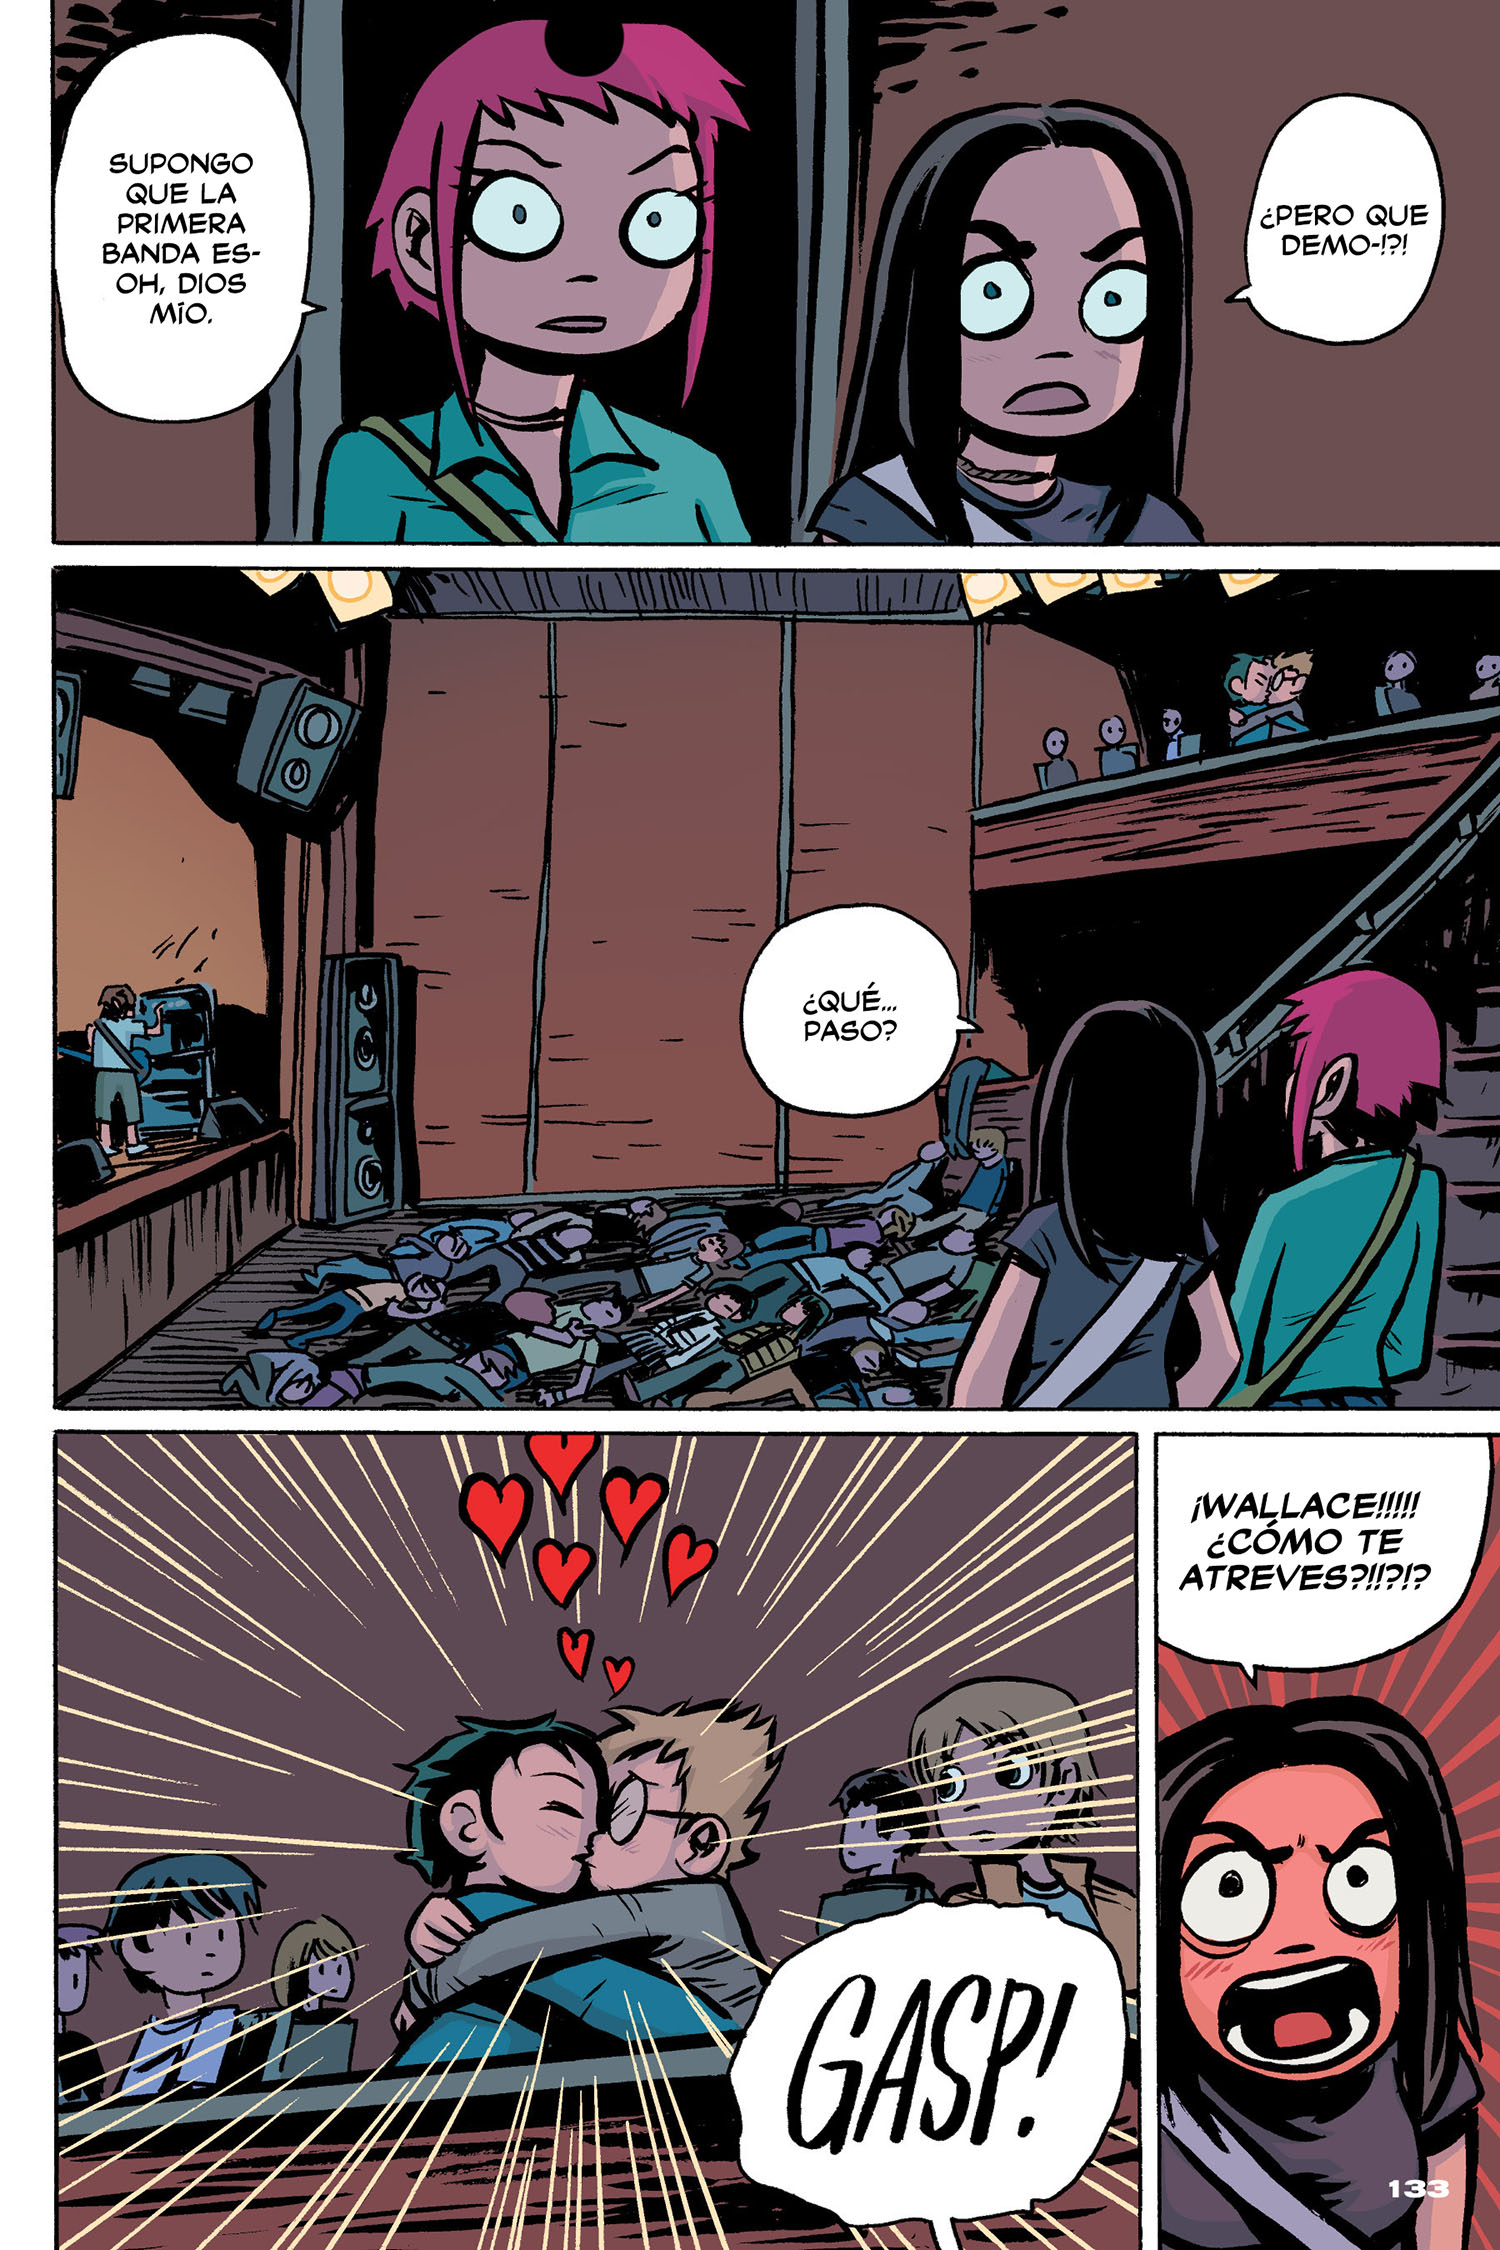 SUPONGO
QUE LA
PRIMERA
BANDA ES-
OH, DIOS
MÍO.
¿PERO QUE
DEMO-!?!
¿QUÉ...
PASO?
GASP!
¡WALLACE!!!!!
¿CÓMO TE
ATREVES?!!?!?
133